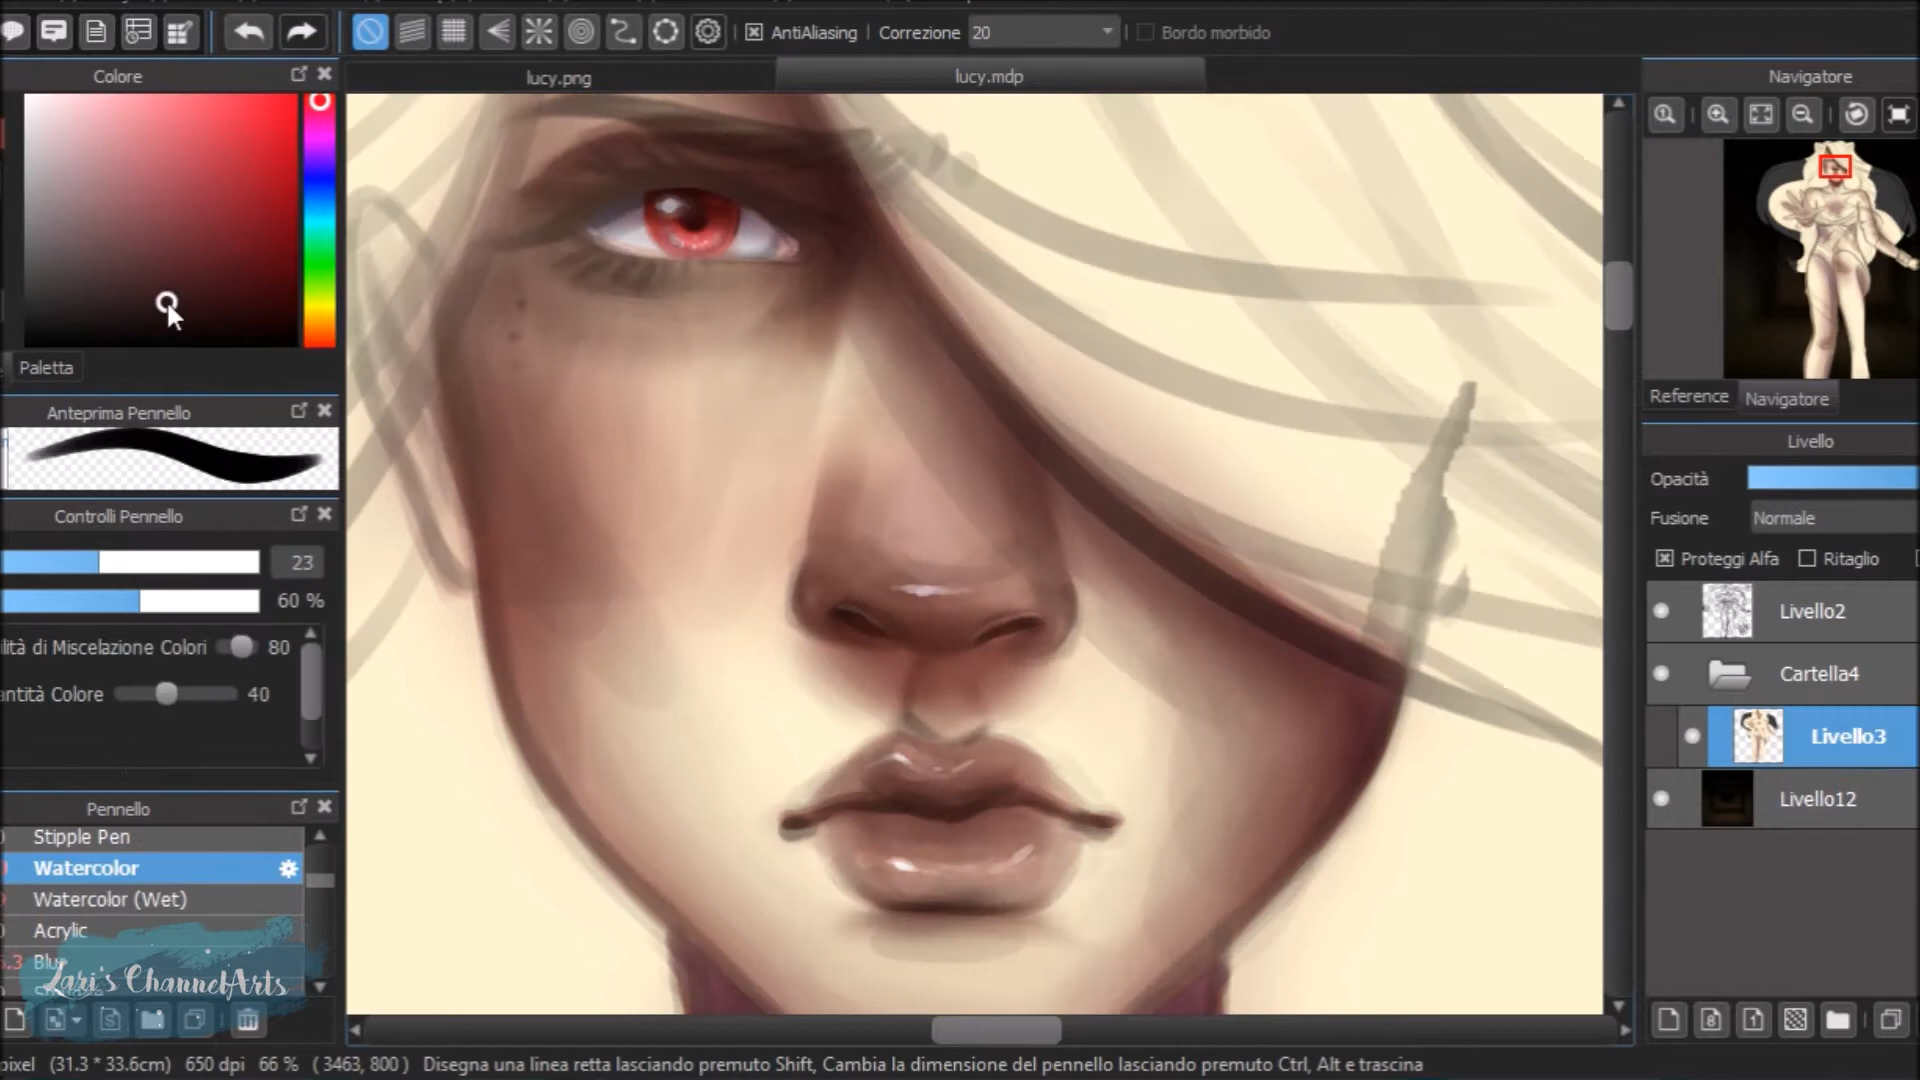 AntiAliasing
Correzione
20
Bordo morbido
Colore
lucy.png
lucy.mdp
Navigatore
Paletta
Anteprima Pennello
Controlli Pennello
23
60 %
ilità di Miscelazione Colori
80
antità Colore
40
Pennello
Stipple Pen
Watercolor
Watercolor (Wet)
Acrylic
Lari's ChannelArts
Reference
Navigatore
Livello
Opacità
Fusione
Normale
Proteggi Alfa
Ritaglio
Livello2
Cartella4
Livello3
Livello12
pixel (31.3 * 33.6cm) 650 dpi 66 % ( 3463, 800 ) Disegna una linea retta lasciando premuto Shift, Cambia la dimensione del pennello lasciando premuto Ctrl, Alt e trascina